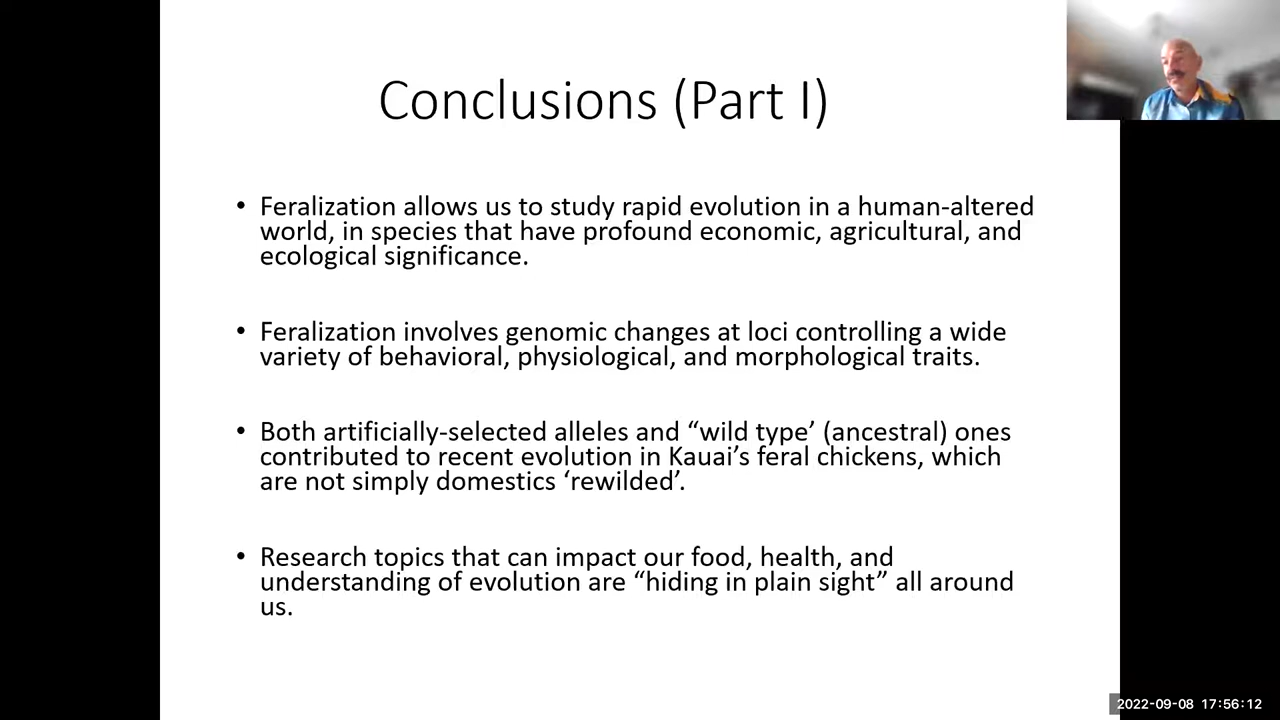 Conclusions (Part I)
• Feralization allows us to study rapid evolution in a human-altered
world, in species that have profound economic, agricultural, and
ecological significance.
• Feralization involves genomic changes at loci controlling a wide
variety of behavioral, physiological, and morphological traits.
• Both artificially-selected alleles and “wild type’ (ancestral) ones
contributed to recent evolution in Kauai’s feral chickens, which
are not simply domestics ‘rewilded’.
• Research topics that can impact our food, health, and
understanding of evolution are “hiding in plain sight” all around
us.
2022-09-08 17:56:12